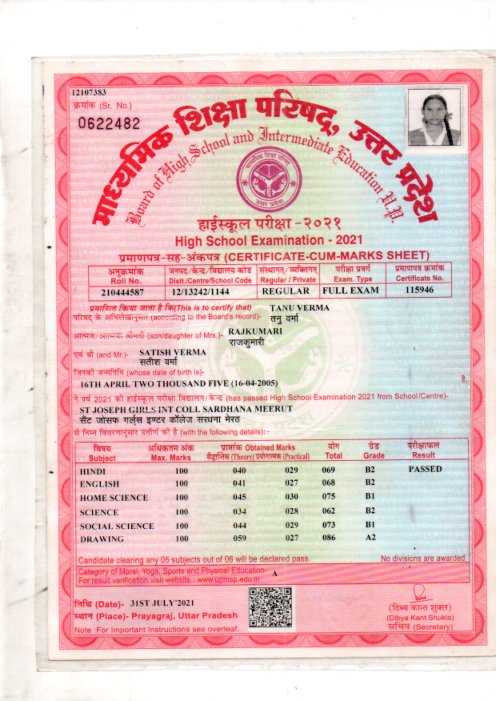 12107383
क्रमांक (Sr. No.)
0622482
माध्यमिक शिक्षा परिषद, उत्तर प्रदेश
Board of High School and Intermediate Education U.P.
हाईस्कूल परीक्षा -२०२१
High School Examination - 2021
प्रमाणपत्र-सह-अंकपत्र (CERTIFICATE-CUM-MARKS SHEET)
अनुक्रमांक जनपद/केन्द्र/विद्यालय कोड संस्थागत/व्यक्तिगत परीक्षा प्रवर्ग प्रमाणपत्र क्रमांक
Roll No. Distt./Centre/School Code Regular / Private Exam. Type Certificate No.
210444587 12/13242/1144 REGULAR FULL EXAM 115946
प्रमाणित किया जाता है कि(This is to certify that) TANU VERMA
परिषद के अभिलेखानुसार (according to the Board's record)- तनु वर्मा
आत्मज/आत्मजा श्रीमती (son/daughter of Mrs.)- RAJKUMARI
राजकुमारी
एवं श्री (and Mr.)- SATISH VERMA
सतीश वर्मा
जिनकी जन्मतिथि (whose date of birth is)-
16TH APRIL TWO THOUSAND FIVE (16-04-2005) है,
ने वर्ष 2021 की हाईस्कूल परीक्षा विद्यालय/केन्द्र (has passed High School Examination 2021 from School/Centre)-
ST JOSEPH GIRLS INT COLL SARDHANA MEERUT
सैंट जोसफ गर्ल्स इण्टर कॉलेज सरधना मेरठ
से निम्न विवरणानुसार उत्तीर्ण की है (with the following details):-
विषय अधिकतम अंक प्राप्तांक Obtained Marks योग ग्रेड परीक्षाफल
Subject Max. Marks सैद्धान्तिक (Theory) प्रयोगात्मक (Practical) Total Grade Result
HINDI 100 040 029 069 B2 PASSED
ENGLISH 100 041 027 068 B2
HOME SCIENCE 100 045 030 075 B1
SCIENCE 100 034 028 062 B2
SOCIAL SCIENCE 100 044 029 073 B1
DRAWING 100 059 027 086 A2
Candidate clearing any 05 subjects out of 06 will be declared pass. No divisions are awarded
Category of Moral, Yoga, Sports and Physical Education- A
For result verification visit website : www.upmsp.edu.in
तिथि (Date)- 31ST JULY'2021
स्थान (Place)- Prayagraj, Uttar Pradesh
Note :For Important Instructions see overleaf.
(दिव्य कान्त शुक्ल)
(Dibya Kant Shukla)
सचिव (Secretary)